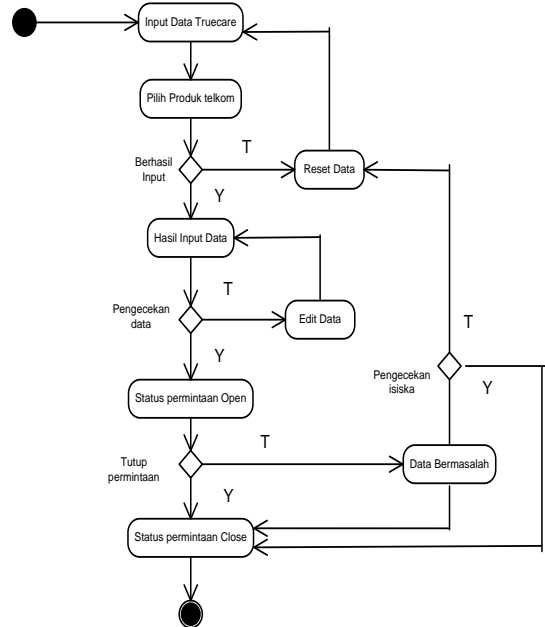 Input Data Truecare
Pilih Produk telkom
T
Berhasil
Input
Reset Data
Y
Hasil Input Data
T
Pengecekan
data
Edit Data
T
Y
Pengecekan
isiska
Y
Status permintaan Open
T
Tutup
permintaan
Data Bermasalah
Y
Status permintaan Close